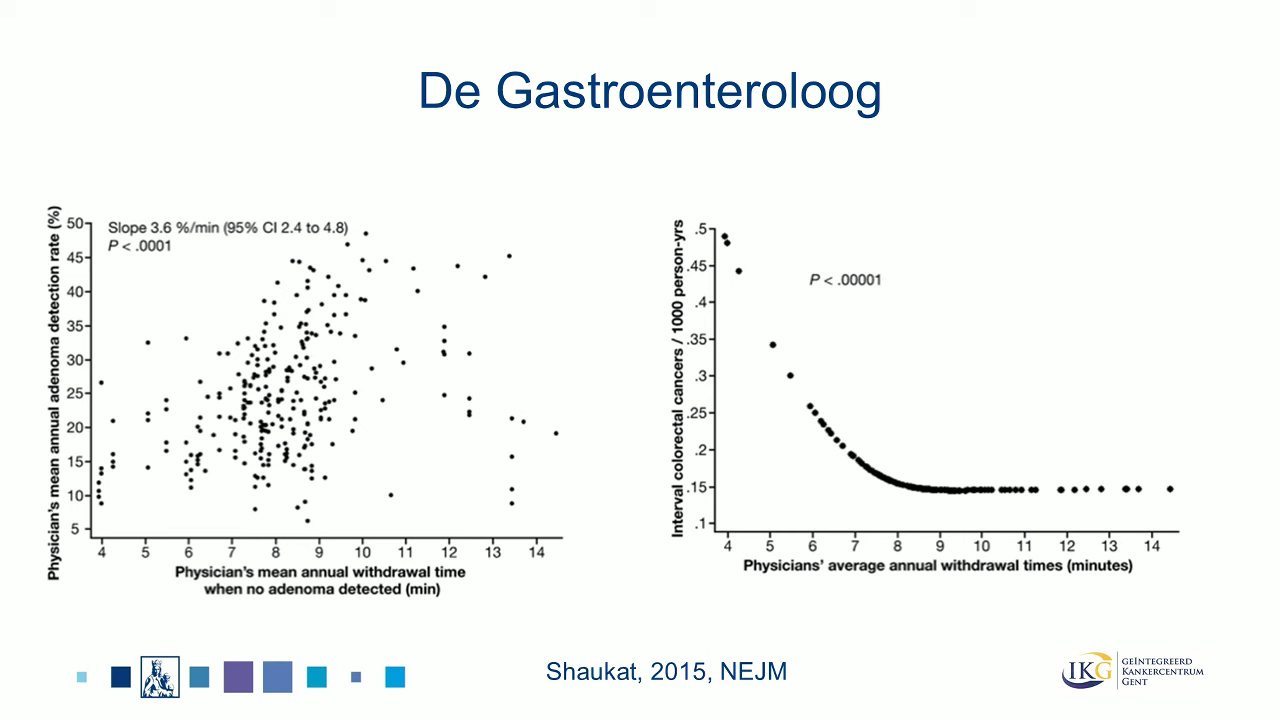 De Gastroenteroloog
Physician's mean annual adenoma detection rate (%)
50
45
40
35
30
25
20
15
10
5
Slope 3.6 %/min (95% CI 2.4 to 4.8)
P < .0001
4 5 6 7 8 9 10 11 12 13 14
Physician's mean annual withdrawal time
when no adenoma detected (min)
Interval colorectal cancers / 1000 person-yrs
.5
.45
.4
.35
.3
.25
.2
.15
.1
P < .00001
4 5 6 7 8 9 10 11 12 13 14
Physicians' average annual withdrawal times (minutes)
Shaukat, 2015, NEJM
IKG
GEÏNTEGREERD
KANKERCENTRUM
GENT